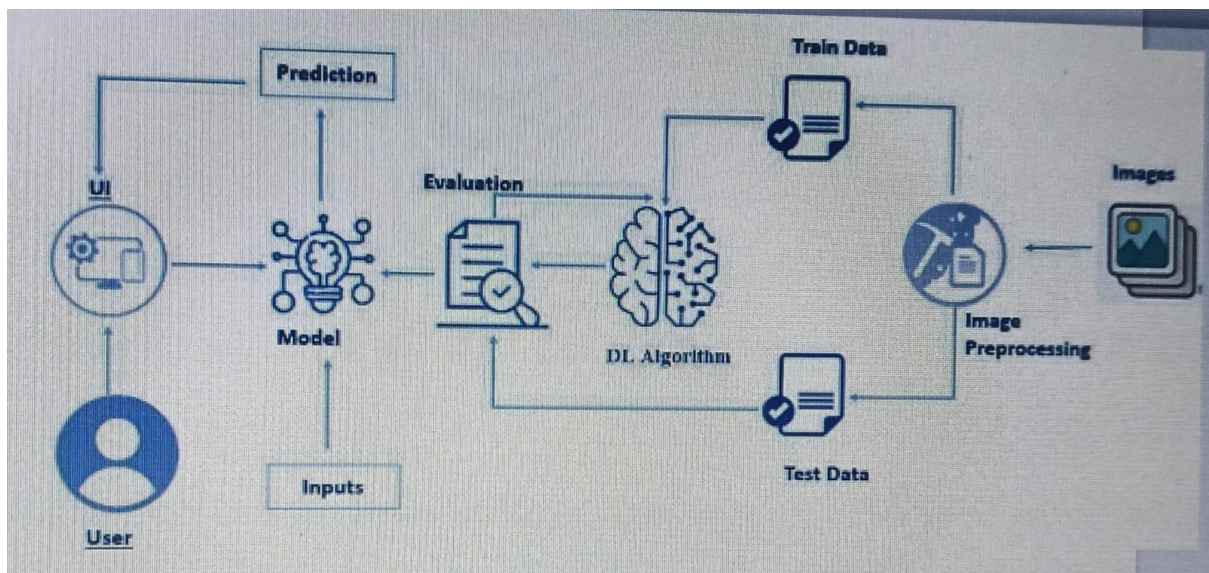 Train Data
Prediction
Images
Evaluation
UI
Image
Preprocessing
Model
DL Algorithm
Test Data
Inputs
User